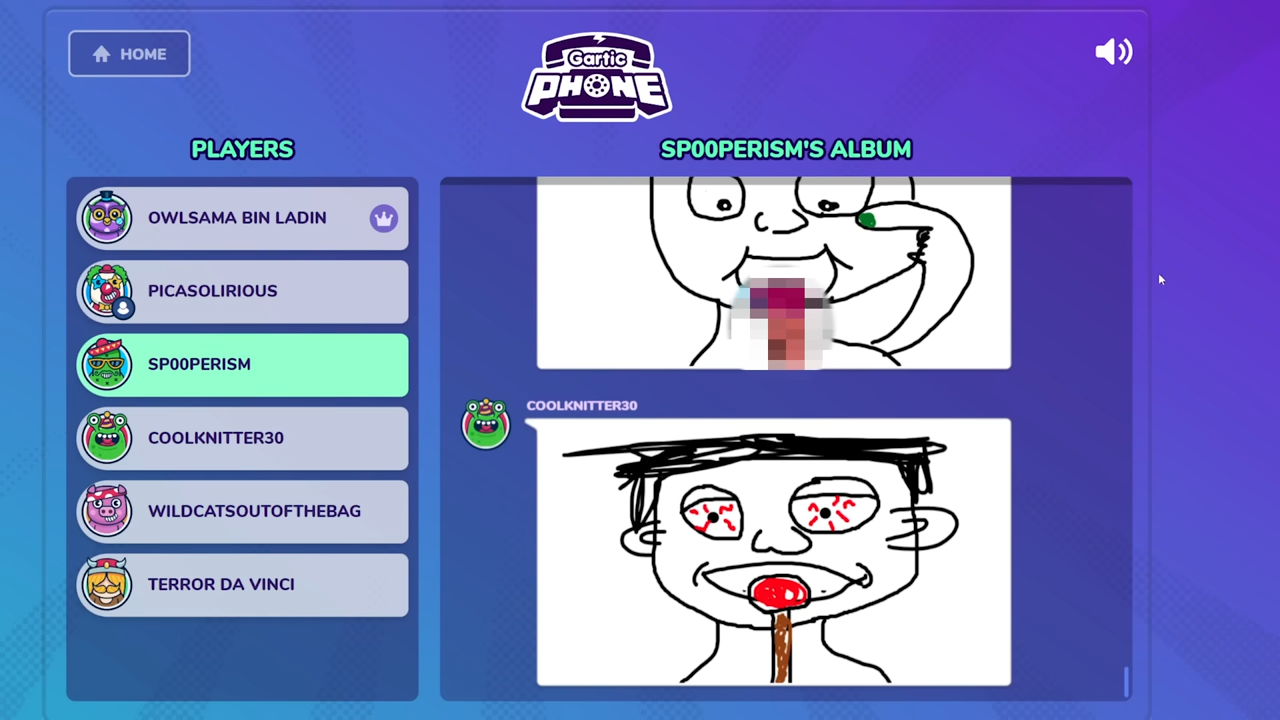 HOME
Gartic
PHONE
PLAYERS
SP00PERISM'S ALBUM
OWLSAMA BIN LADIN
PICASOLIRIOUS
SP00PERISM
COOLKNITTER30
WILDCATSOUTOFTHEBAG
TERROR DA VINCI
COOLKNITTER30